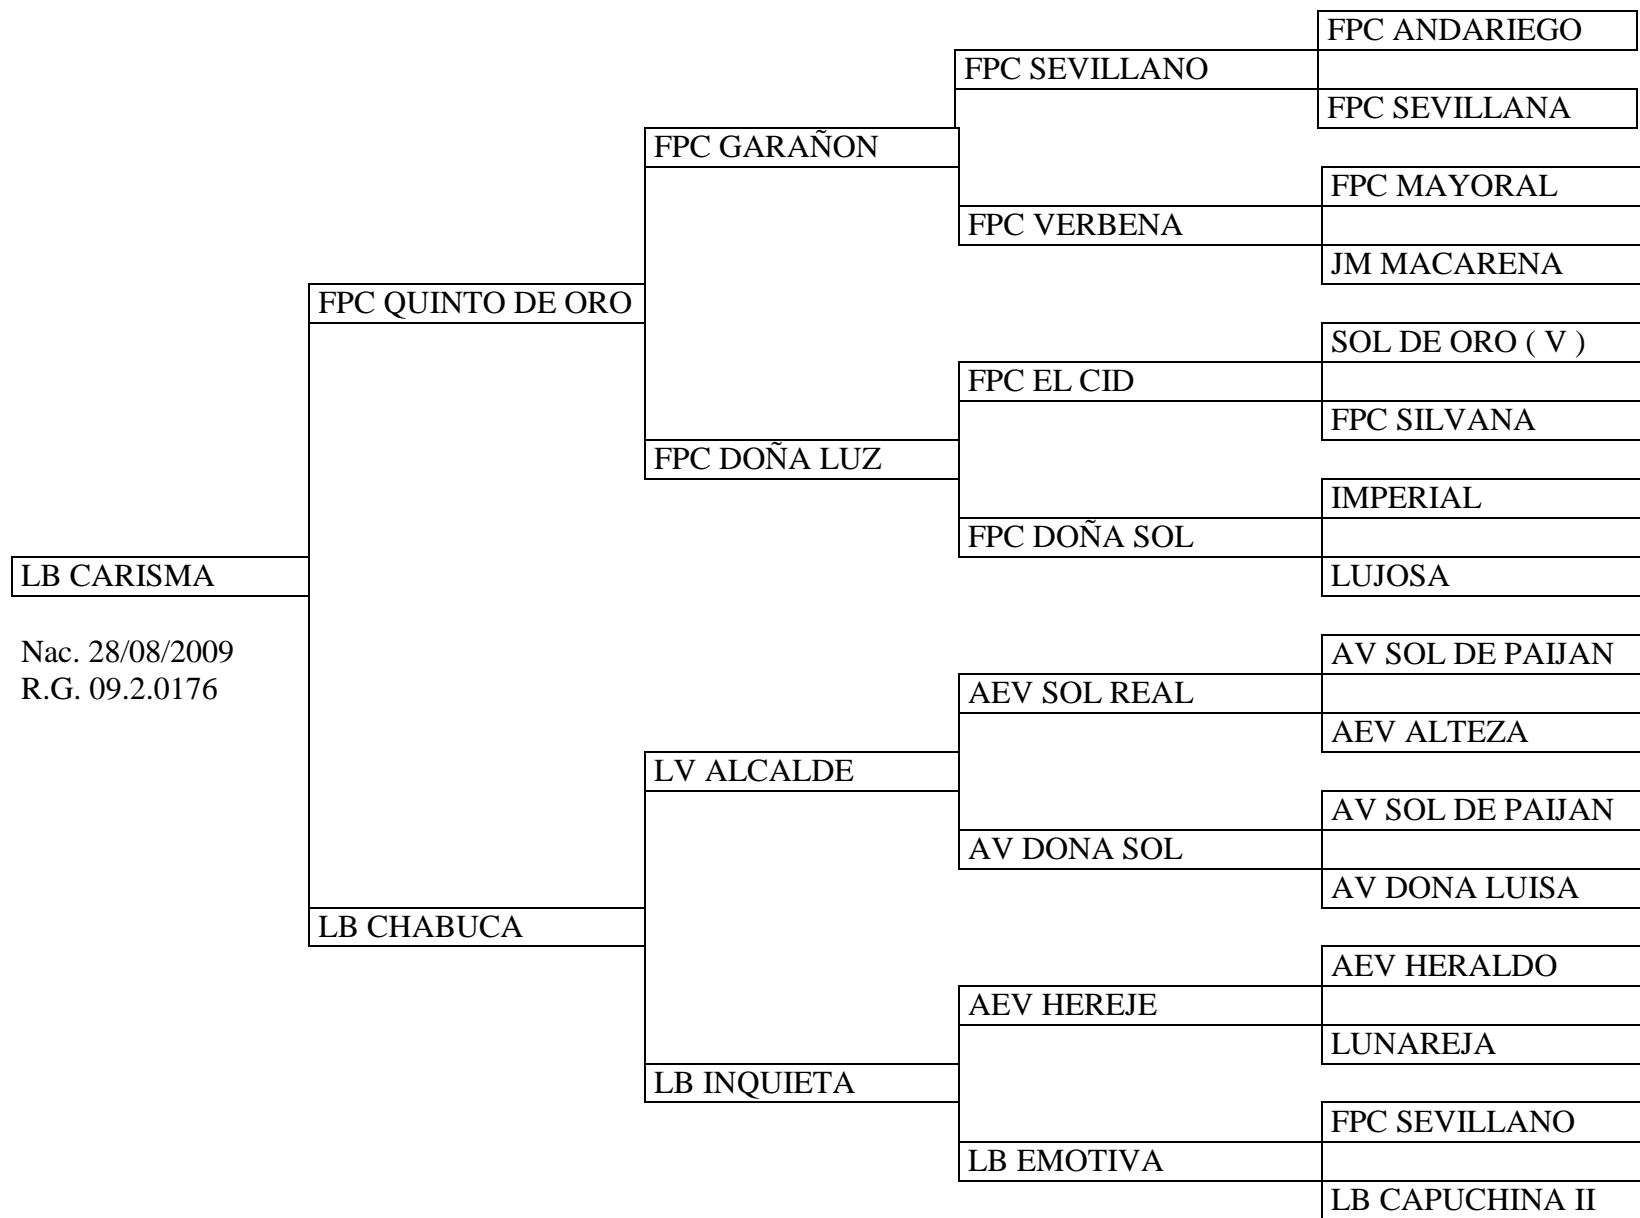 FPC ANDARIEGO
FPC SEVILLANO
FPC SEVILLANA
FPC GARAÑON
FPC MAYORAL
FPC VERBENA
JM MACARENA
FPC QUINTO DE ORO
SOL DE ORO ( V )
FPC EL CID
FPC SILVANA
FPC DOÑA LUZ
IMPERIAL
FPC DOÑA SOL
LB CARISMA
LUJOSA
Nac. 28/08/2009
AV SOL DE PAIJAN
R.G. 09.2.0176
AEV SOL REAL
AEV ALTEZA
LV ALCALDE
AV SOL DE PAIJAN
AV DONA SOL
AV DONA LUISA
LB CHABUCA
AEV HERALDO
AEV HEREJE
LUNAREJA
LB INQUIETA
FPC SEVILLANO
LB EMOTIVA
LB CAPUCHINA II